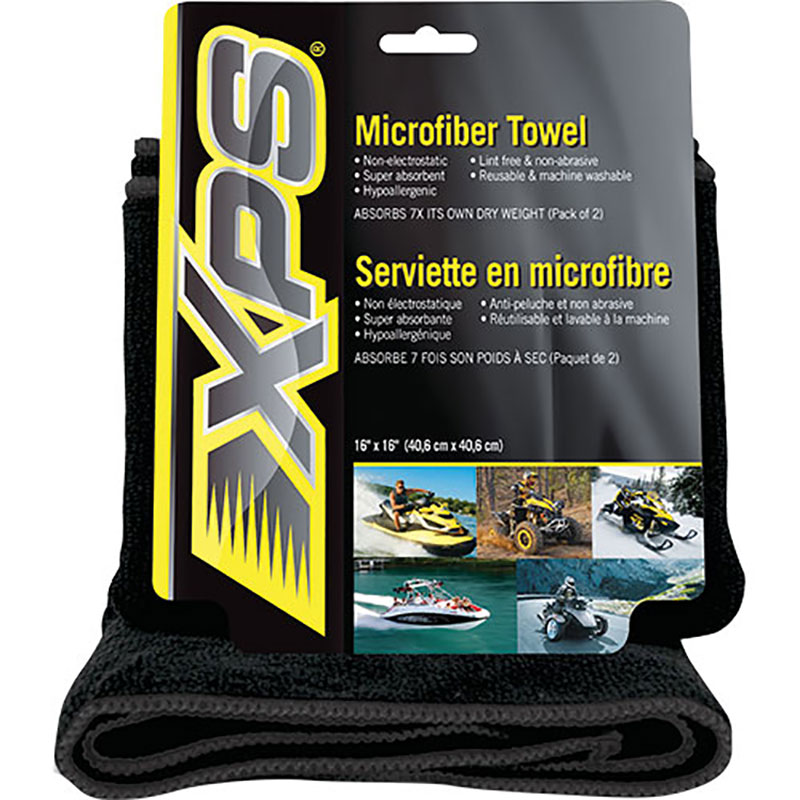 XPS®
Microfiber Towel
• Non-electrostatic • Lint free & non-abrasive
• Super absorbent • Reusable & machine washable
• Hypoallergenic
ABSORBS 7X ITS OWN DRY WEIGHT (Pack of 2)
Serviette en microfibre
• Non électrostatique • Anti-peluche et non abrasive
• Super absorbante • Réutilisable et lavable à la machine
• Hypoallergénique
ABSORBE 7 FOIS SON POIDS À SEC (Paquet de 2)
16" x 16" (40,6 cm x 40,6 cm)